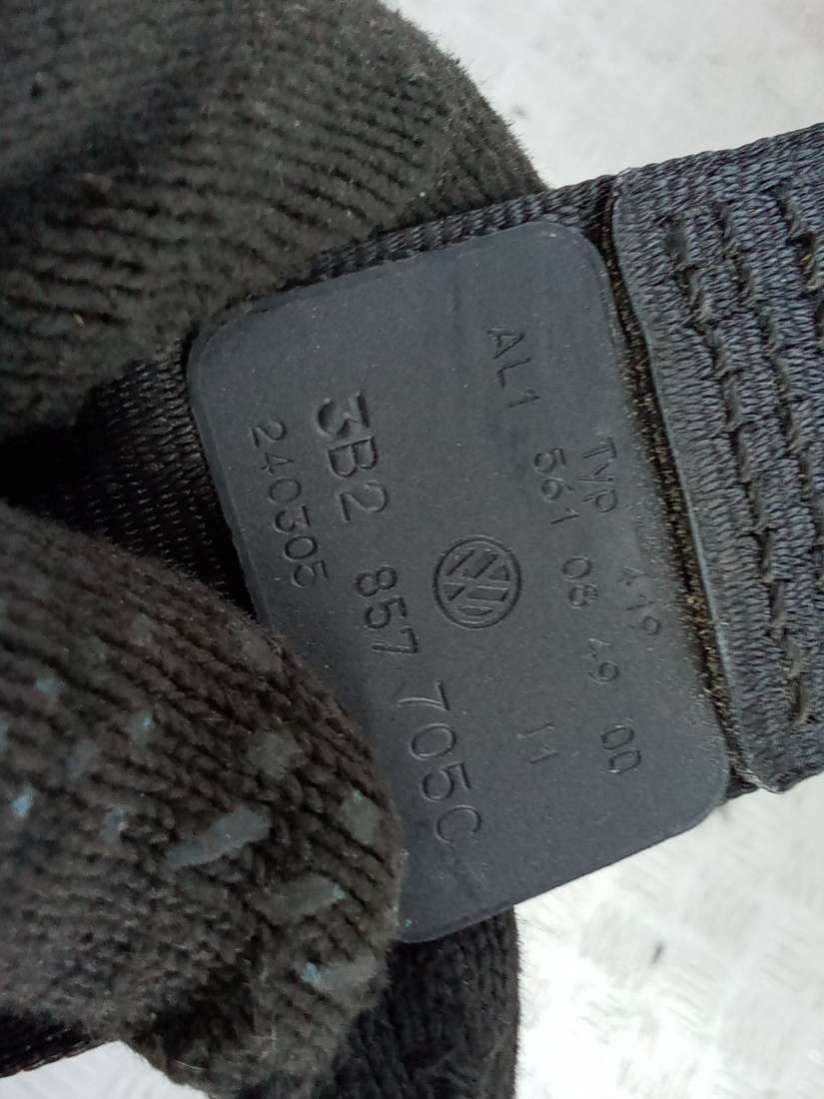 TYP 419
AL1 561 08 49 00
11
3B2 857 705C
240305